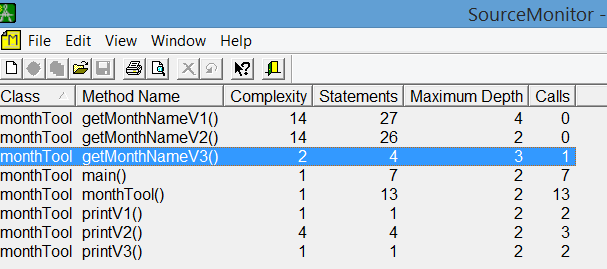 SourceMonitor -
File Edit View Window Help
Class Method Name Complexity Statements Maximum Depth Calls
monthTool getMonthNameV1() 14 27 4 0
monthTool getMonthNameV2() 14 26 2 0
monthTool getMonthNameV3() 2 4 3 1
monthTool main() 1 7 2 7
monthTool monthTool() 1 13 2 13
monthTool printV1() 1 1 2 2
monthTool printV2() 4 4 2 3
monthTool printV3() 1 1 2 2